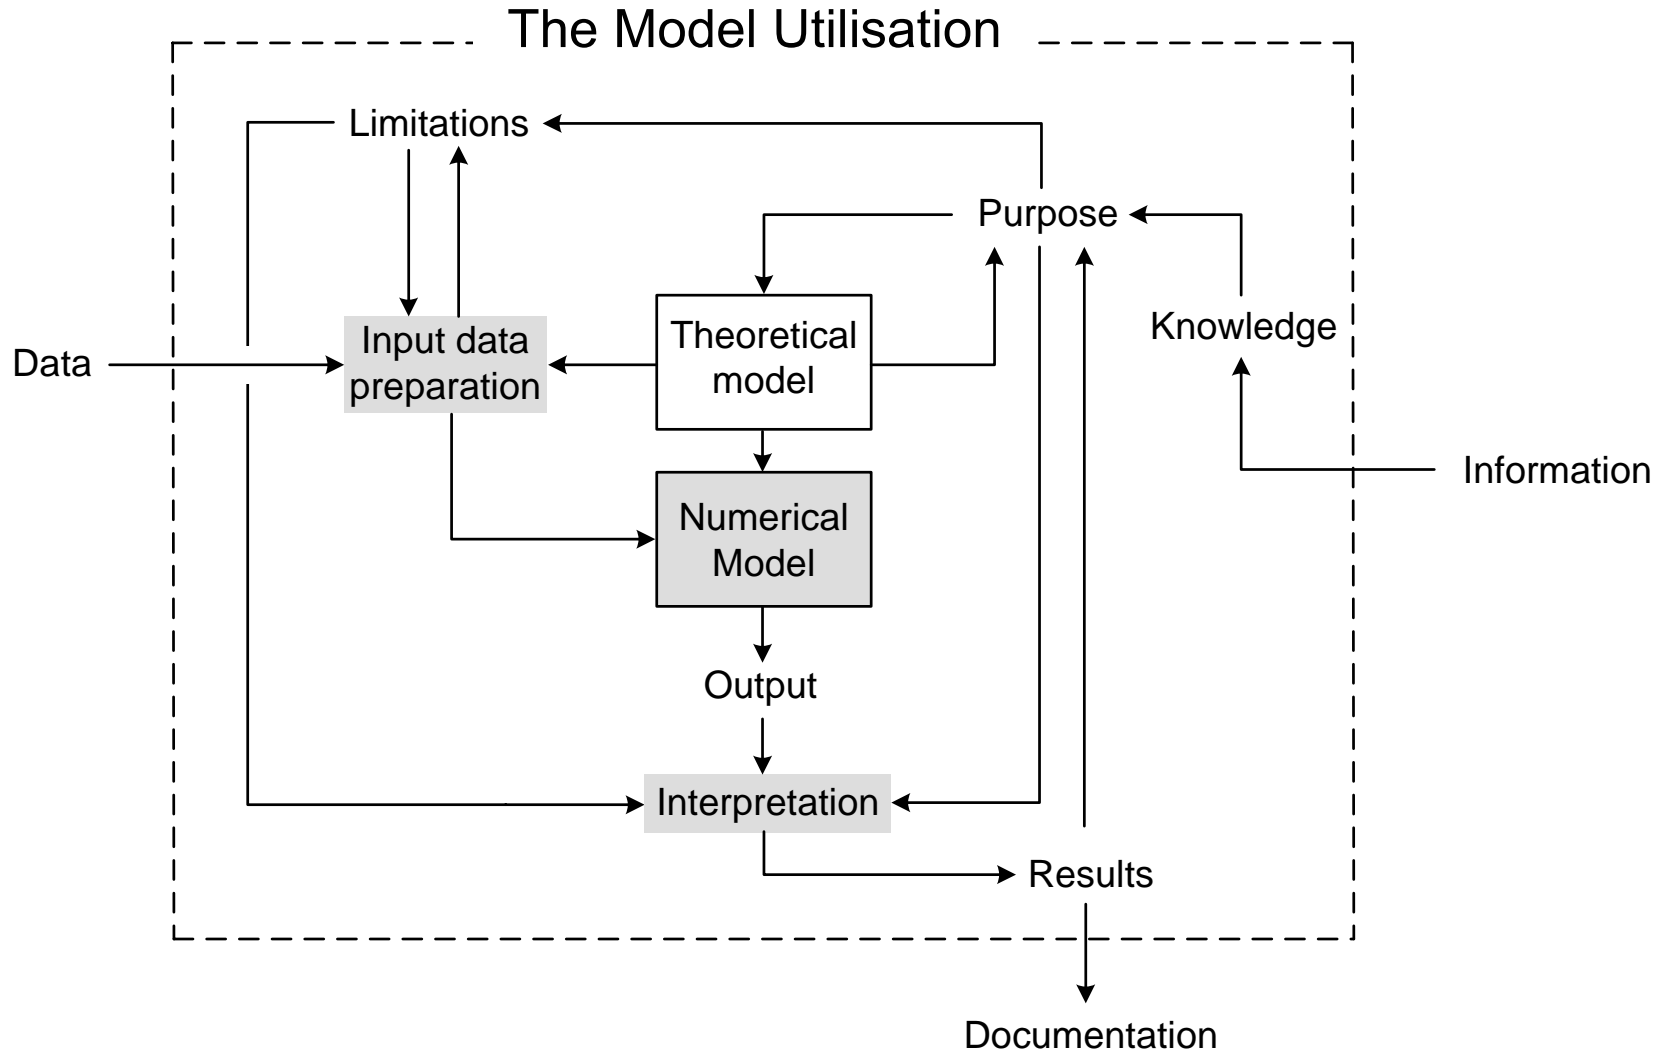 The Model Utilisation
Limitations
Purpose
Knowledge
Data
Input data
preparation
Theoretical
model
Information
Numerical
Model
Output
Interpretation
Results
Documentation